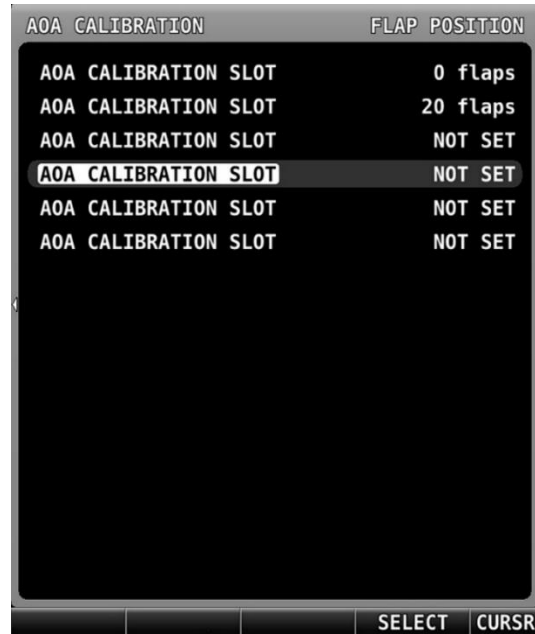 AOA CALIBRATION FLAP POSITION
AOA CALIBRATION SLOT 0 flaps
AOA CALIBRATION SLOT 20 flaps
AOA CALIBRATION SLOT NOT SET
AOA CALIBRATION SLOT NOT SET
AOA CALIBRATION SLOT NOT SET
AOA CALIBRATION SLOT NOT SET
SELECT CURSR